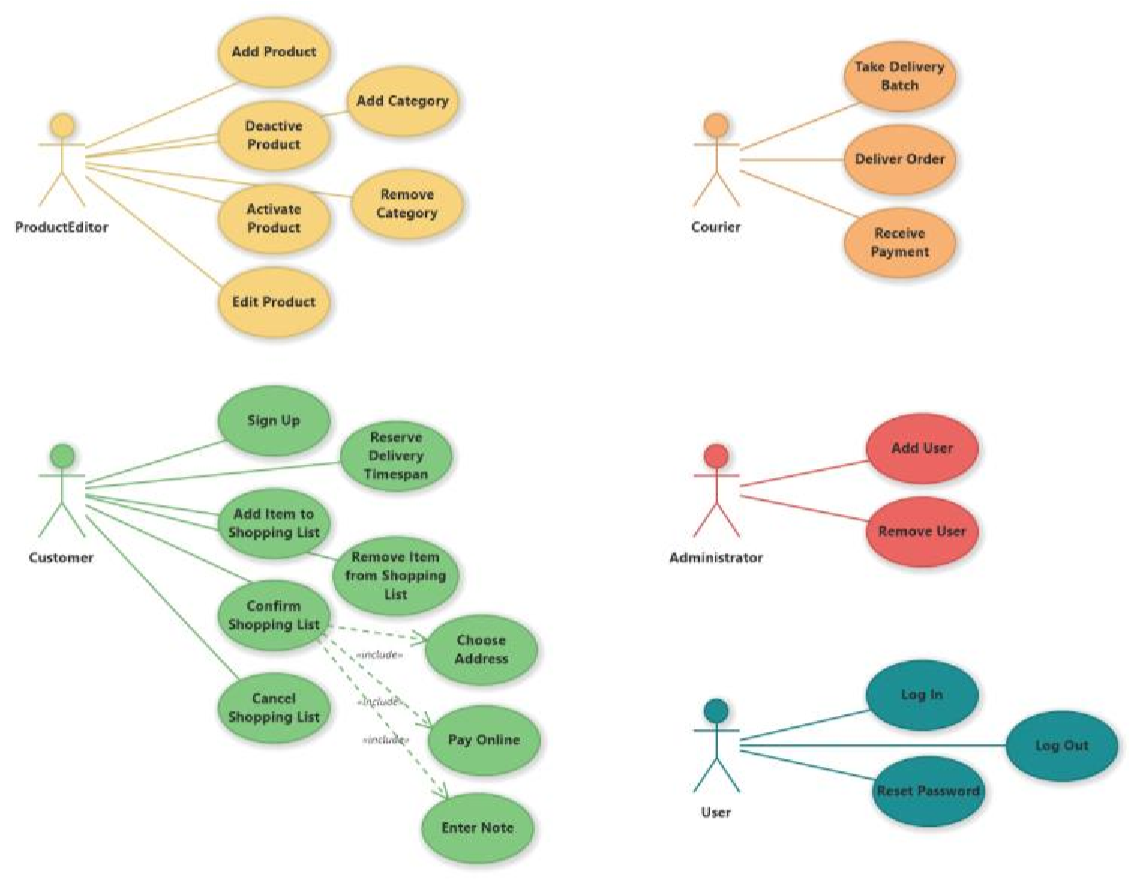 Add Product
Add Category
Deactive
Product
Remove
Category
Activate
Product
ProductEditor
Edit Product
Take Delivery
Batch
Deliver Order
Courier
Receive
Payment
Sign Up
Reserve
Delivery
Timespan
Add Item to
Shopping List
Customer
Remove Item
from Shopping
List
Confirm
Shopping List
Choose
Address
«include»
Cancel
Shopping List
«include»
Pay Online
«include»
Enter Note
Add User
Remove User
Administrator
Log In
Log Out
Reset Password
User